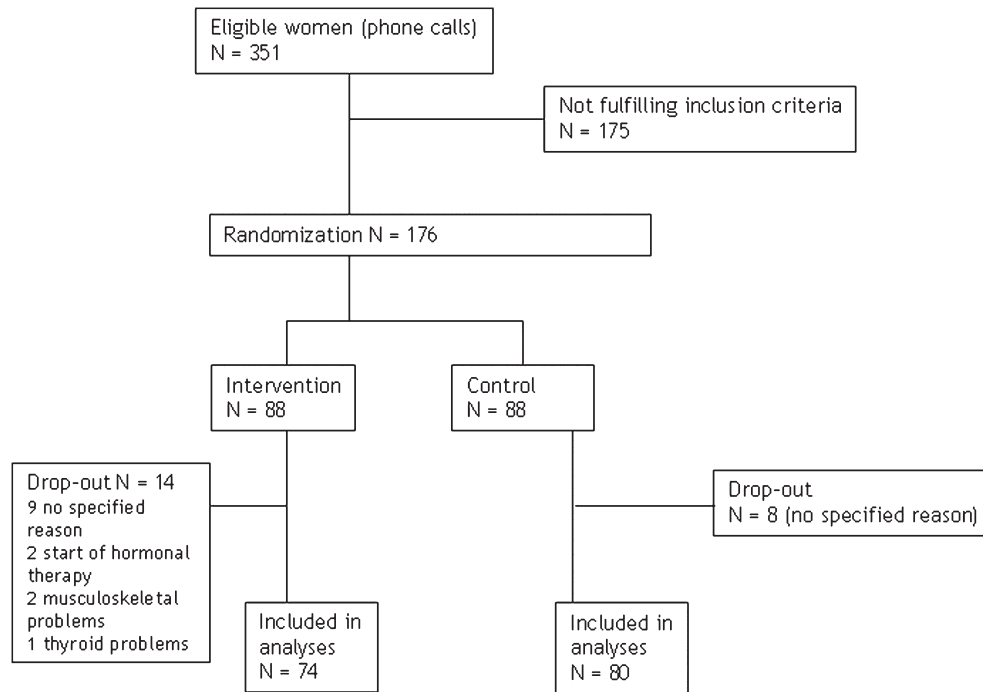 Eligible women (phone calls)
N = 351
Not fulfilling inclusion criteria
N = 175
Randomization N = 176
Intervention
N = 88
Control
N = 88
Drop-out N = 14
9 no specified
reason
2 start of hormonal
therapy
2 musculoskeletal
problems
1 thyroid problems
Drop-out
N = 8 (no specified reason)
Included in
analyses
N = 74
Included in
analyses
N = 80